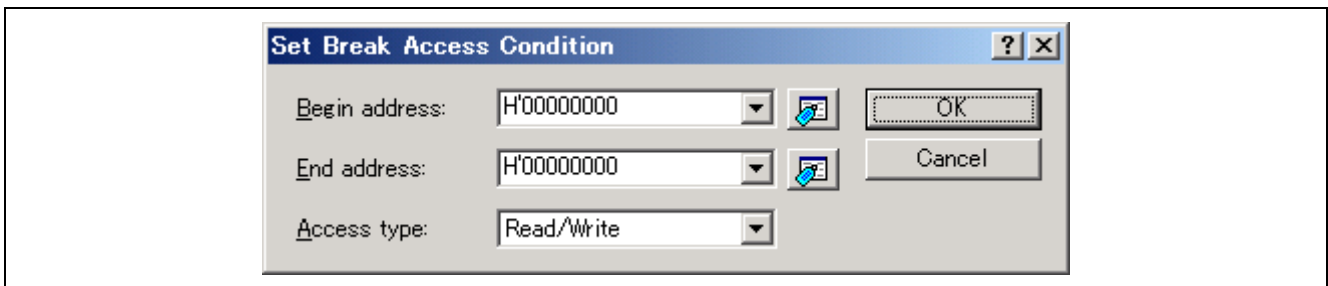 Set Break Access Condition
Begin address: H'00000000 OK
End address: H'00000000 Cancel
Access type: Read/Write